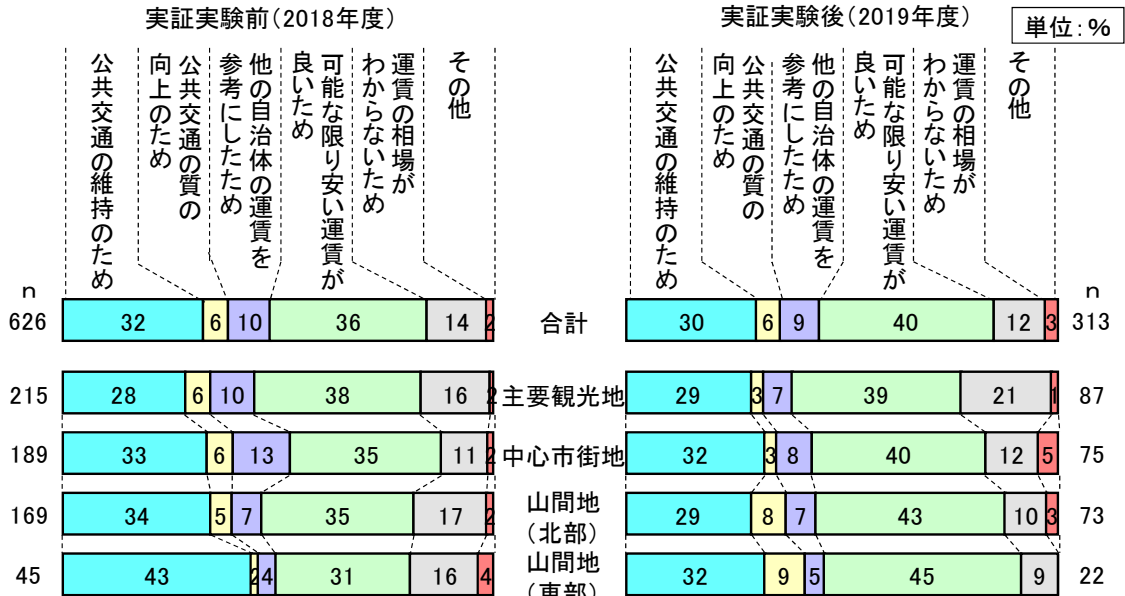 実証実験前（2018年度）
実証実験後（2019年度）
単位：％
公共交通の維持のため
公共交通の質の
向上のため
他の自治体の運賃を
参考にしたため
可能な限り安い運賃が
良いため
運賃の相場が
わからないため
その他
公共交通の維持のため
公共交通の質の
向上のため
他の自治体の運賃を
参考にしたため
可能な限り安い運賃が
良いため
運賃の相場が
わからないため
その他
n
n
626 32 6 10 36 14 2 合計 30 6 9 40 12 3 313
215 28 6 10 38 16 2 主要観光地 29 3 7 39 21 1 87
189 33 6 13 35 11 2 中心市街地 32 3 8 40 12 5 75
169 34 5 7 35 17 2 山間地
（北部） 29 8 7 43 10 3 73
45 43 2 4 31 16 4 山間地
（東部） 32 9 5 45 9 22